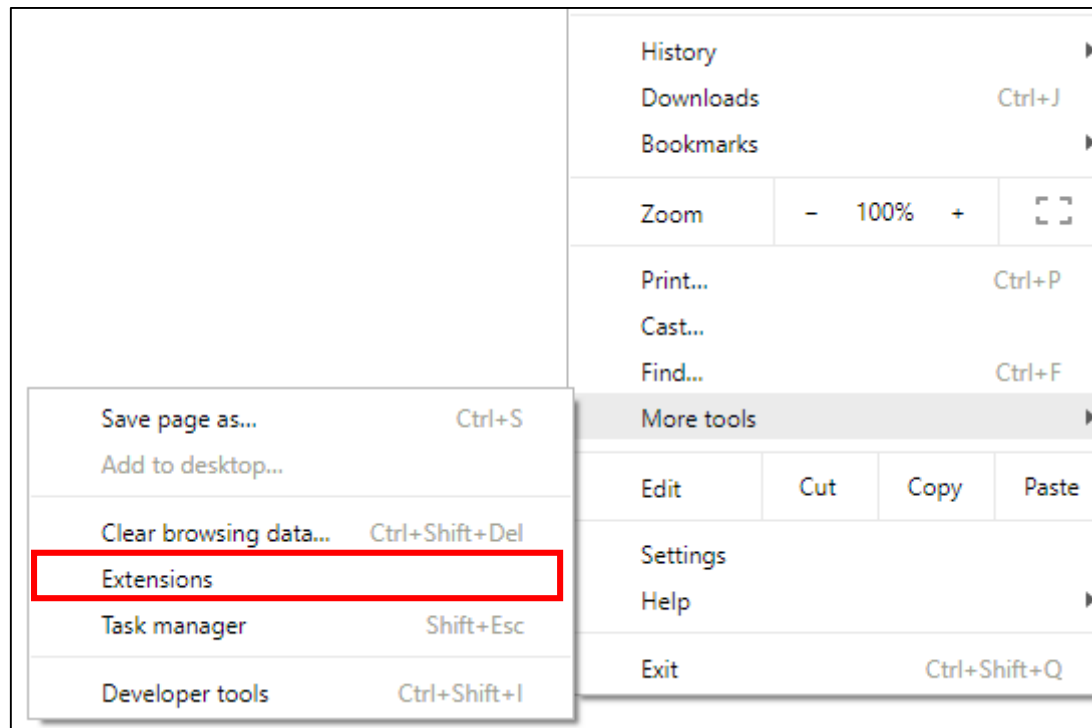 History
Downloads Ctrl+J
Bookmarks
Zoom - 100% +
Print... Ctrl+P
Cast...
Find... Ctrl+F
More tools
Edit Cut Copy Paste
Settings
Help
Exit Ctrl+Shift+Q
Save page as... Ctrl+S
Add to desktop...
Clear browsing data... Ctrl+Shift+Del
Extensions
Task manager Shift+Esc
Developer tools Ctrl+Shift+I